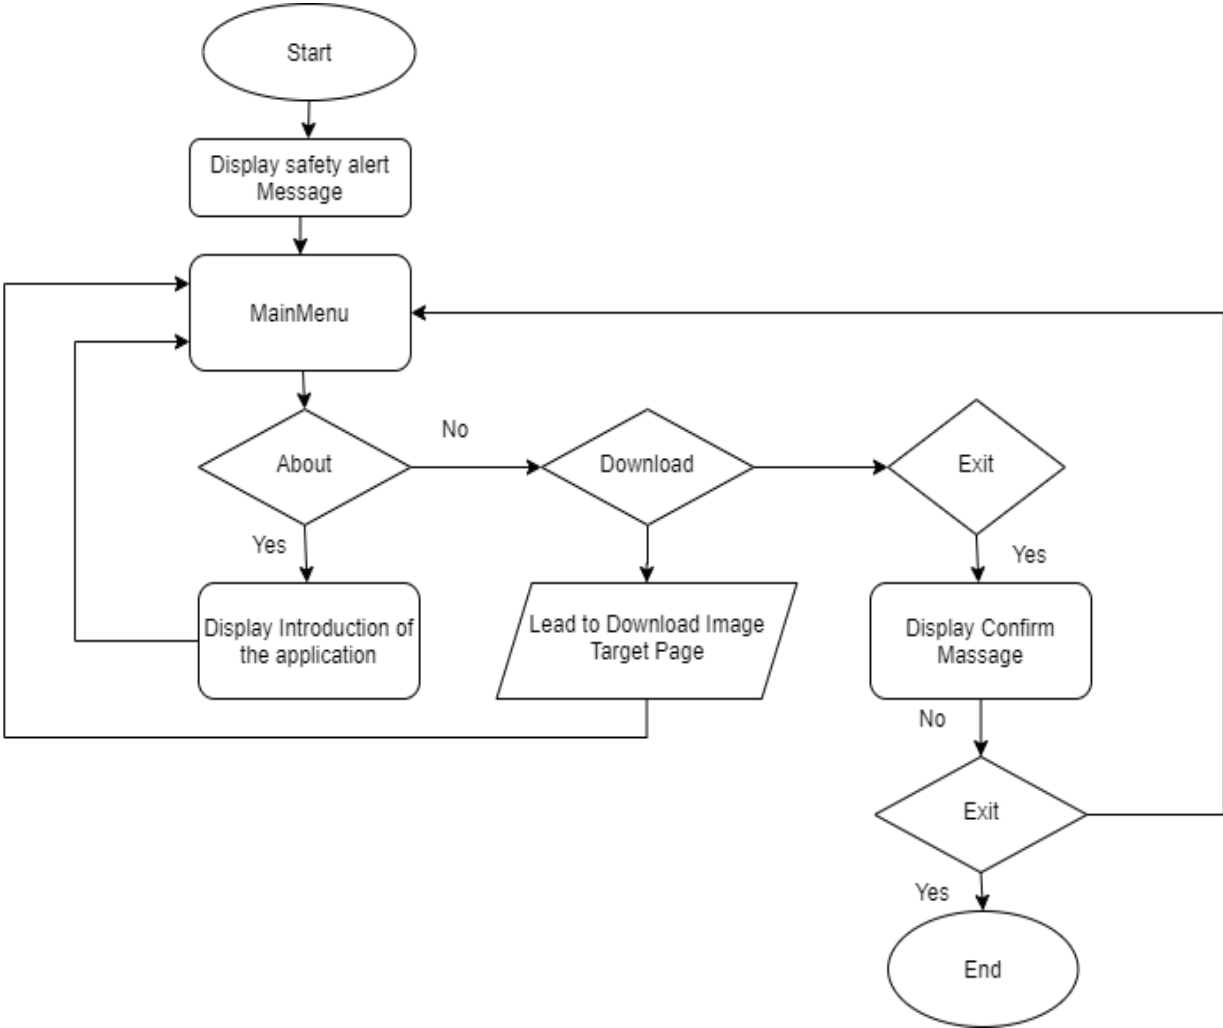 Start
Display safety alert
Message
MainMenu
No
About
Download
Exit
Yes
Yes
Display Introduction of
the application
Lead to Download Image
Target Page
Display Confirm
Massage
No
Exit
Yes
End